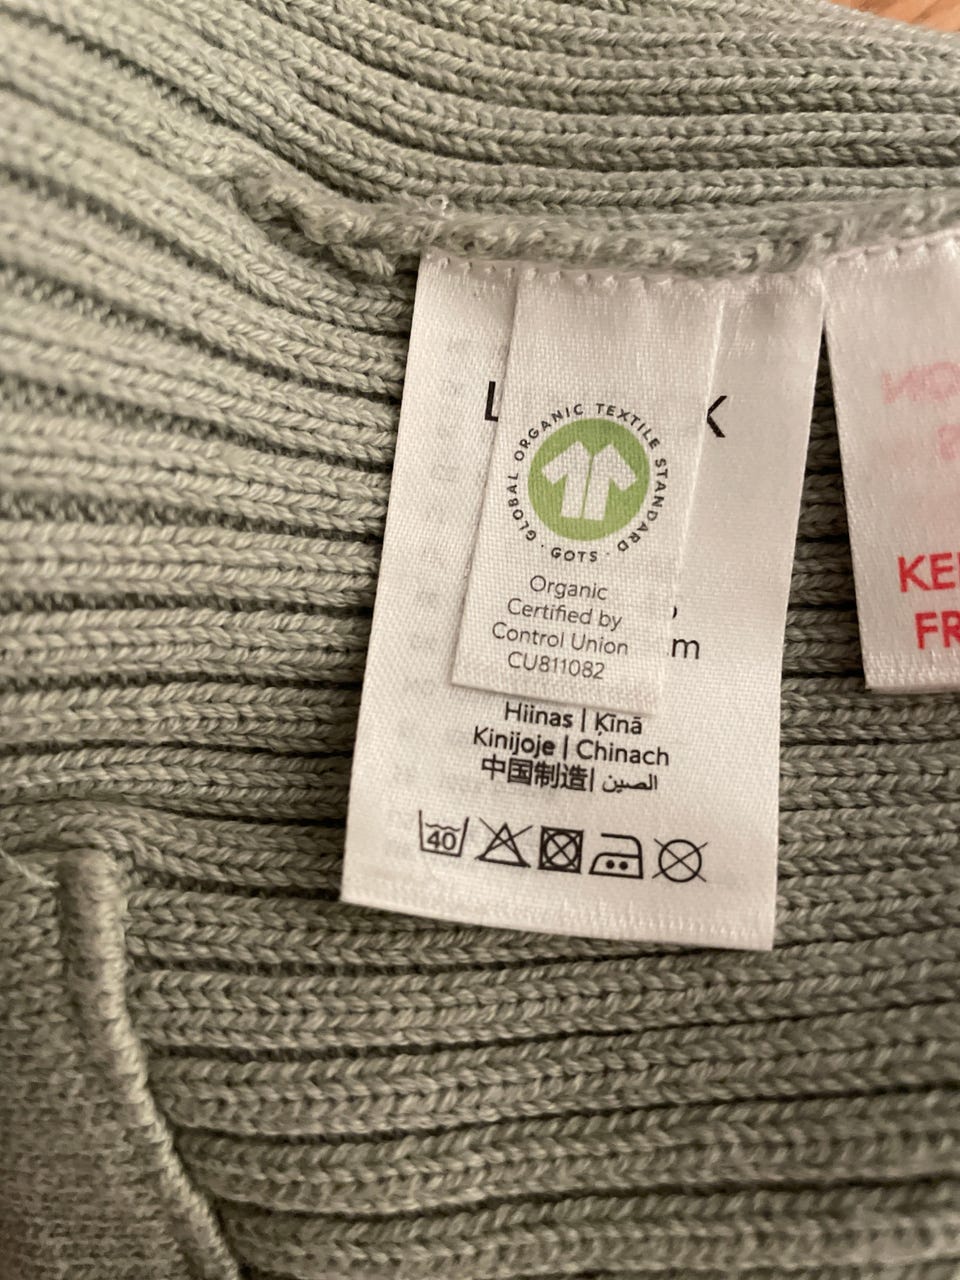 GLOBAL ORGANIC TEXTILE STANDARD
· GOTS ·
Organic
Certified by
Control Union
CU811082
m
Hiinas | Ķīnā
Kinijoje | Chinach
中国制造| الصين
40
KE
FR